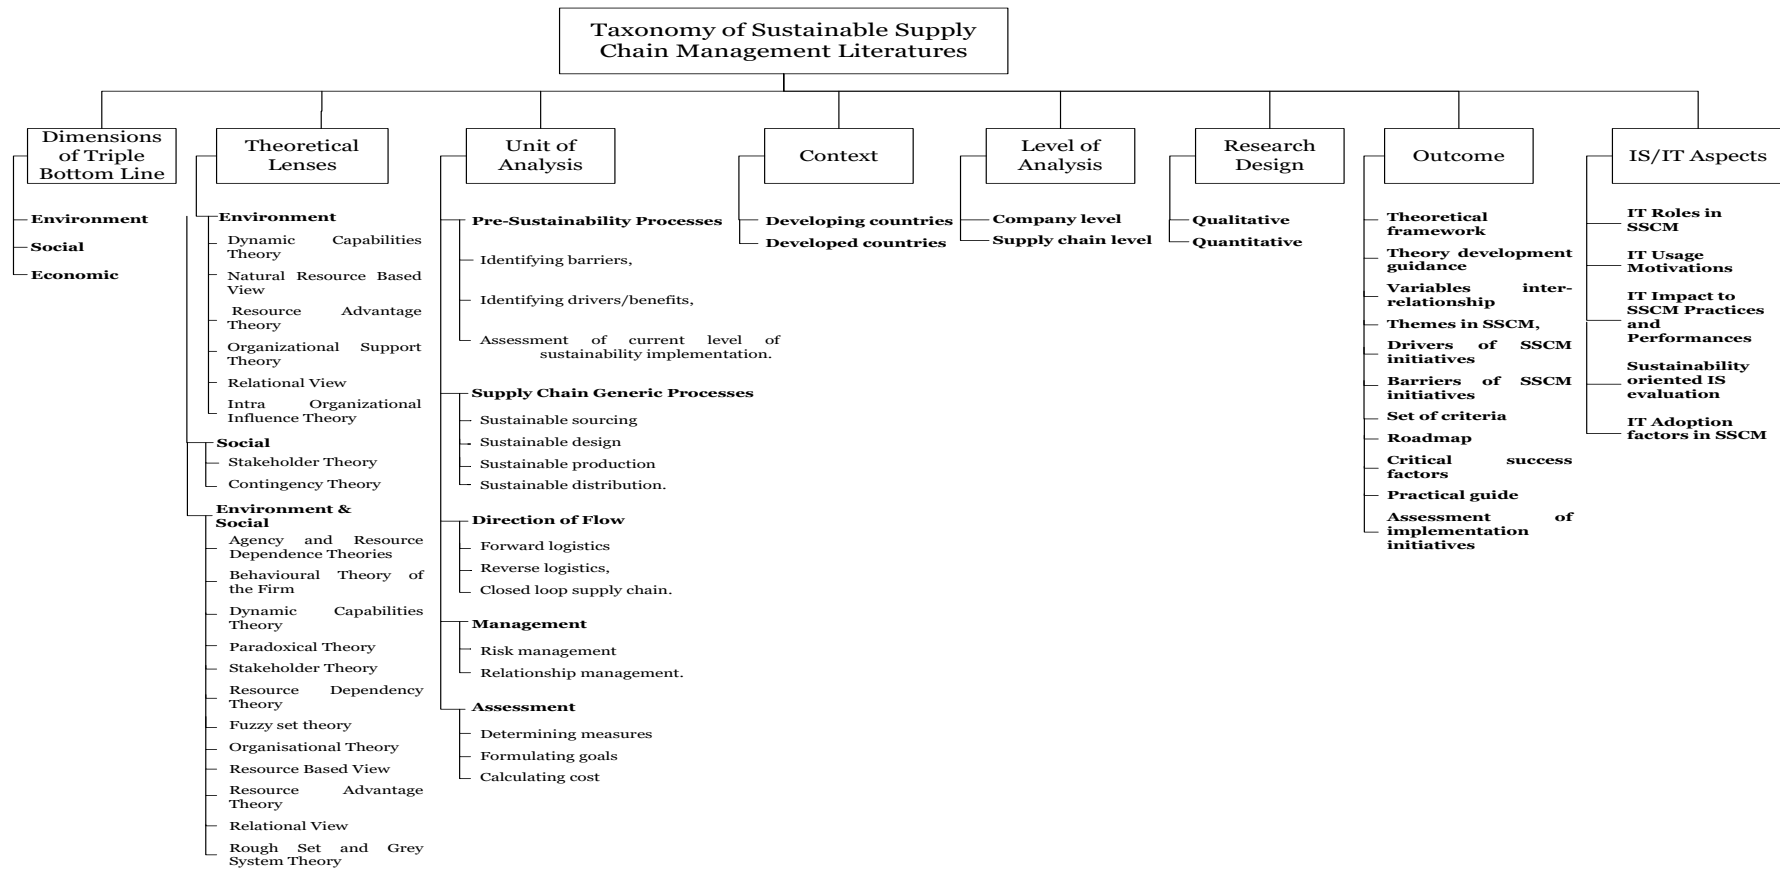 Taxonomy of Sustainable Supply
Chain Management Literatures
Dimensions
of Triple
Bottom Line
Environment
Social
Economic
Theoretical
Lenses
Environment
Dynamic Capabilities
Theory
Natural Resource Based
View
Resource Advantage
Theory
Organizational Support
Theory
Relational View
Intra Organizational
Influence Theory
Social
Stakeholder Theory
Contingency Theory
Environment &
Social
Agency and Resource
Dependence Theories
Behavioural Theory of
the Firm
Dynamic Capabilities
Theory
Paradoxical Theory
Stakeholder Theory
Resource Dependency
Theory
Fuzzy set theory
Organisational Theory
Resource Based View
Resource Advantage
Theory
Relational View
Rough Set and Grey
System Theory
Unit of
Analysis
Pre-Sustainability Processes
Identifying barriers,
Identifying drivers/benefits,
Assessment of current level of
sustainability implementation.
Supply Chain Generic Processes
Sustainable sourcing
Sustainable design
Sustainable production
Sustainable distribution.
Direction of Flow
Forward logistics
Reverse logistics,
Closed loop supply chain.
Management
Risk management
Relationship management.
Assessment
Determining measures
Formulating goals
Calculating cost
Context
Developing countries
Developed countries
Level of
Analysis
Company level
Supply chain level
Research
Design
Qualitative
Quantitative
Outcome
Theoretical
framework
Theory development
guidance
Variables inter-
relationship
Themes in SSCM,
Drivers of SSCM
initiatives
Barriers of SSCM
initiatives
Set of criteria
Roadmap
Critical success
factors
Practical guide
Assessment of
implementation
initiatives
IS/IT Aspects
IT Roles in
SSCM
IT Usage
Motivations
IT Impact to
SSCM Practices
and
Performances
Sustainability
oriented IS
evaluation
IT Adoption
factors in SSCM